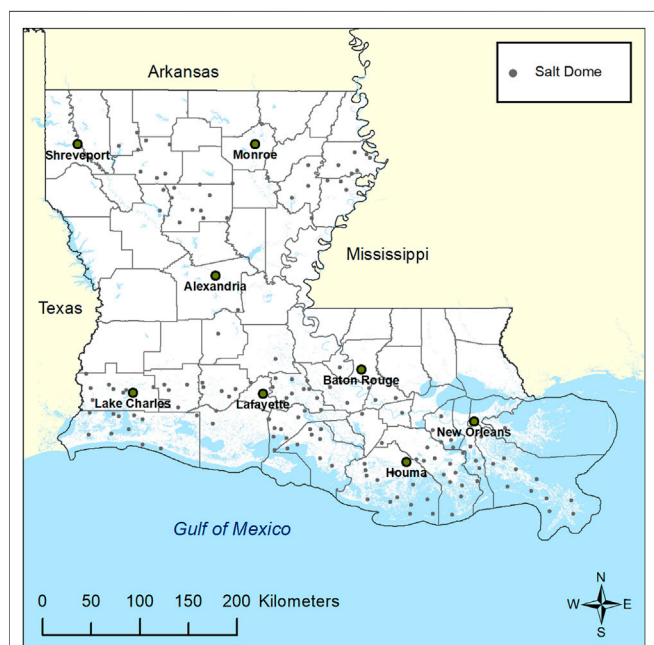 Arkansas
Salt Dome
Shreveport
Monroe
Mississippi
Alexandria
Texas
Baton Rouge
Lake Charles
Lafayette
New Orleans
Houma
Gulf of Mexico
0 50 100 150 200 Kilometers
N
W E
S